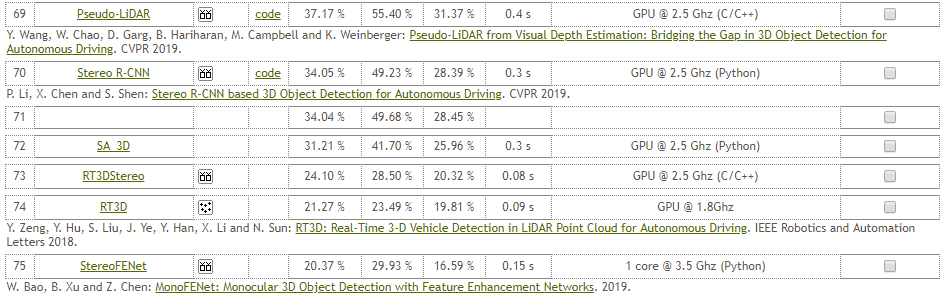 69 Pseudo-LiDAR code 37.17 % 55.40 % 31.37 % 0.4 s GPU @ 2.5 Ghz (C/C++)
Y. Wang, W. Chao, D. Garg, B. Hariharan, M. Campbell and K. Weinberger: Pseudo-LiDAR from Visual Depth Estimation: Bridging the Gap in 3D Object Detection for
Autonomous Driving. CVPR 2019.
70 Stereo R-CNN code 34.05 % 49.23 % 28.39 % 0.3 s GPU @ 2.5 Ghz (Python)
P. Li, X. Chen and S. Shen: Stereo R-CNN based 3D Object Detection for Autonomous Driving. CVPR 2019.
71 34.04 % 49.68 % 28.45 %
72 SA_3D 31.21 % 41.70 % 25.96 % 0.3 s GPU @ 2.5 Ghz (Python)
73 RT3DStereo 24.10 % 28.50 % 20.32 % 0.08 s GPU @ 2.5 Ghz (C/C++)
74 RT3D 21.27 % 23.49 % 19.81 % 0.09 s GPU @ 1.8Ghz
Y. Zeng, Y. Hu, S. Liu, J. Ye, Y. Han, X. Li and N. Sun: RT3D: Real-Time 3-D Vehicle Detection in LiDAR Point Cloud for Autonomous Driving. IEEE Robotics and Automation
Letters 2018.
75 StereoFENet 20.37 % 29.93 % 16.59 % 0.15 s 1 core @ 3.5 Ghz (Python)
W. Bao, B. Xu and Z. Chen: MonoFENet: Monocular 3D Object Detection with Feature Enhancement Networks. 2019.